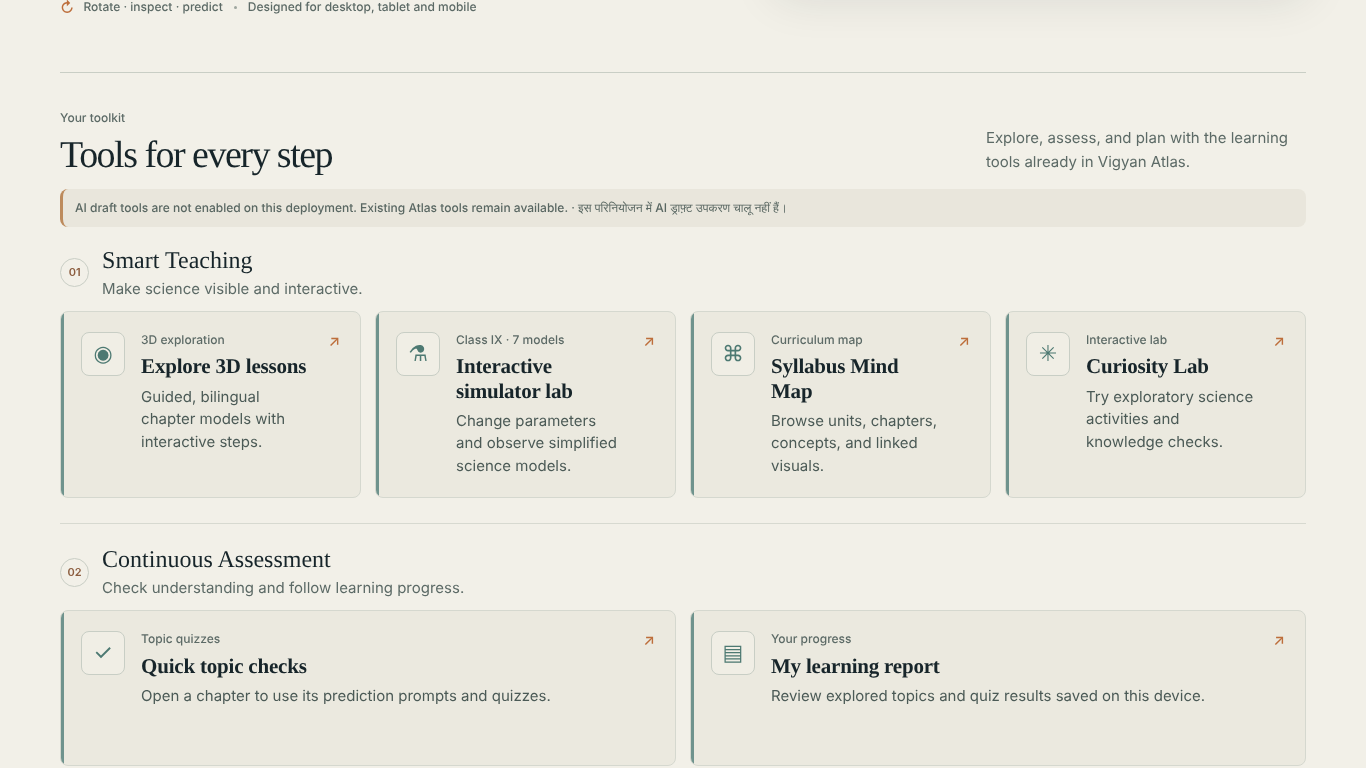 Rotate · inspect · predict • Designed for desktop, tablet and mobile
Your toolkit
Tools for every step
Explore, assess, and plan with the learning
tools already in Vigyan Atlas.
AI draft tools are not enabled on this deployment. Existing Atlas tools remain available. · इस परिनियोजन में AI ड्राफ़्ट उपकरण चालू नहीं हैं।
01
Smart Teaching
Make science visible and interactive.
3D exploration
Explore 3D lessons
Guided, bilingual
chapter models with
interactive steps.
Class IX · 7 models
Interactive
simulator lab
Change parameters
and observe simplified
science models.
Curriculum map
Syllabus Mind
Map
Browse units, chapters,
concepts, and linked
visuals.
Interactive lab
Curiosity Lab
Try exploratory science
activities and
knowledge checks.
02
Continuous Assessment
Check understanding and follow learning progress.
Topic quizzes
Quick topic checks
Open a chapter to use its prediction prompts and quizzes.
Your progress
My learning report
Review explored topics and quiz results saved on this device.